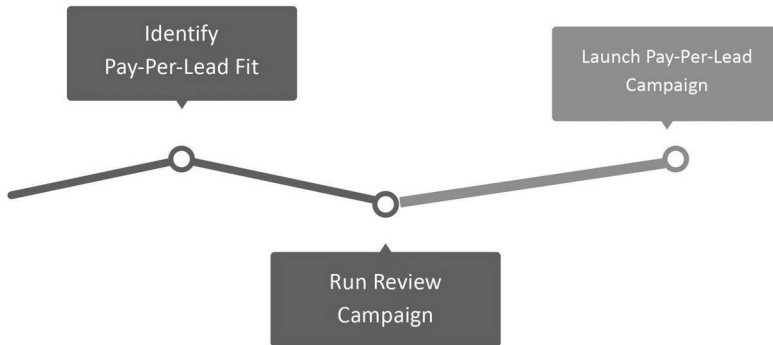 Identify
Pay-Per-Lead Fit
Run Review
Campaign
Launch Pay-Per-Lead
Campaign